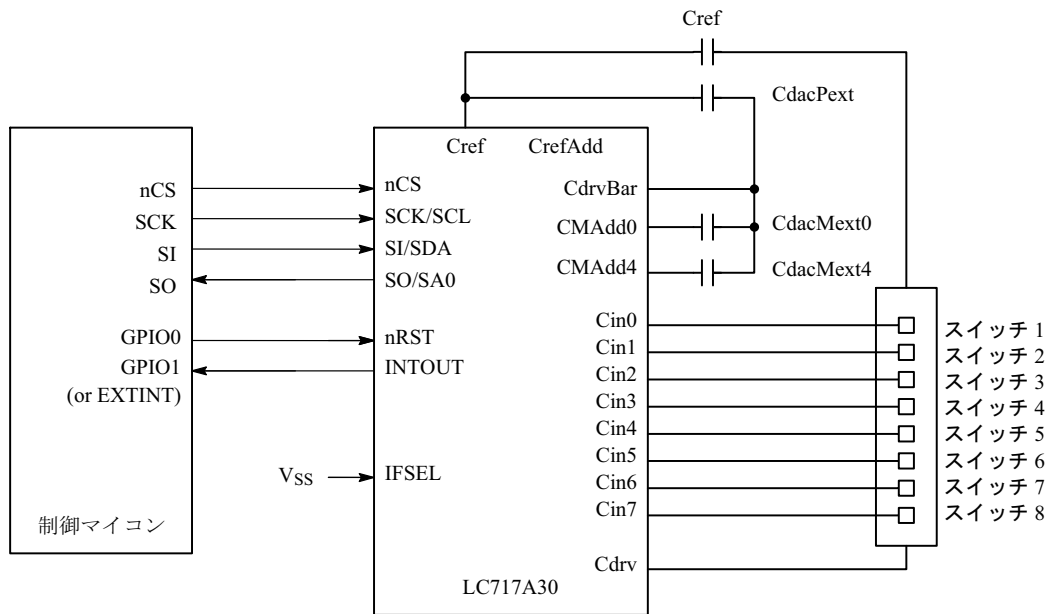 Cref
CdacPext
Cref
CrefAdd
nCS
SCK
SI
SO
GPIO0
GPIO1
(or EXTINT)
VSS
制御マイコン
nCS
SCK/SCL
SI/SDA
SO/SA0
nRST
INTOUT
IFSEL
LC717A30
CdrvBar
CMAdd0
CMAdd4
Cin0
Cin1
Cin2
Cin3
Cin4
Cin5
Cin6
Cin7
Cdrv
CdacMext0
CdacMext4
スイッチ 1
スイッチ 2
スイッチ 3
スイッチ 4
スイッチ 5
スイッチ 6
スイッチ 7
スイッチ 8